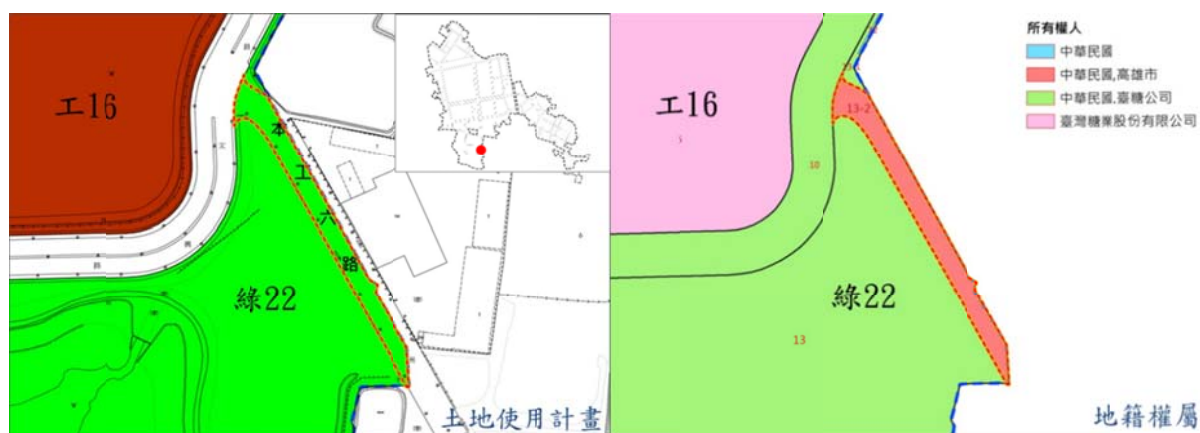 工16
本
工
六
路
綠22
土地使用計畫
工16
10
13-2
綠22
13
地籍權屬
所有權人
中華民國
中華民國,高雄市
中華民國,臺糖公司
臺灣糖業股份有限公司